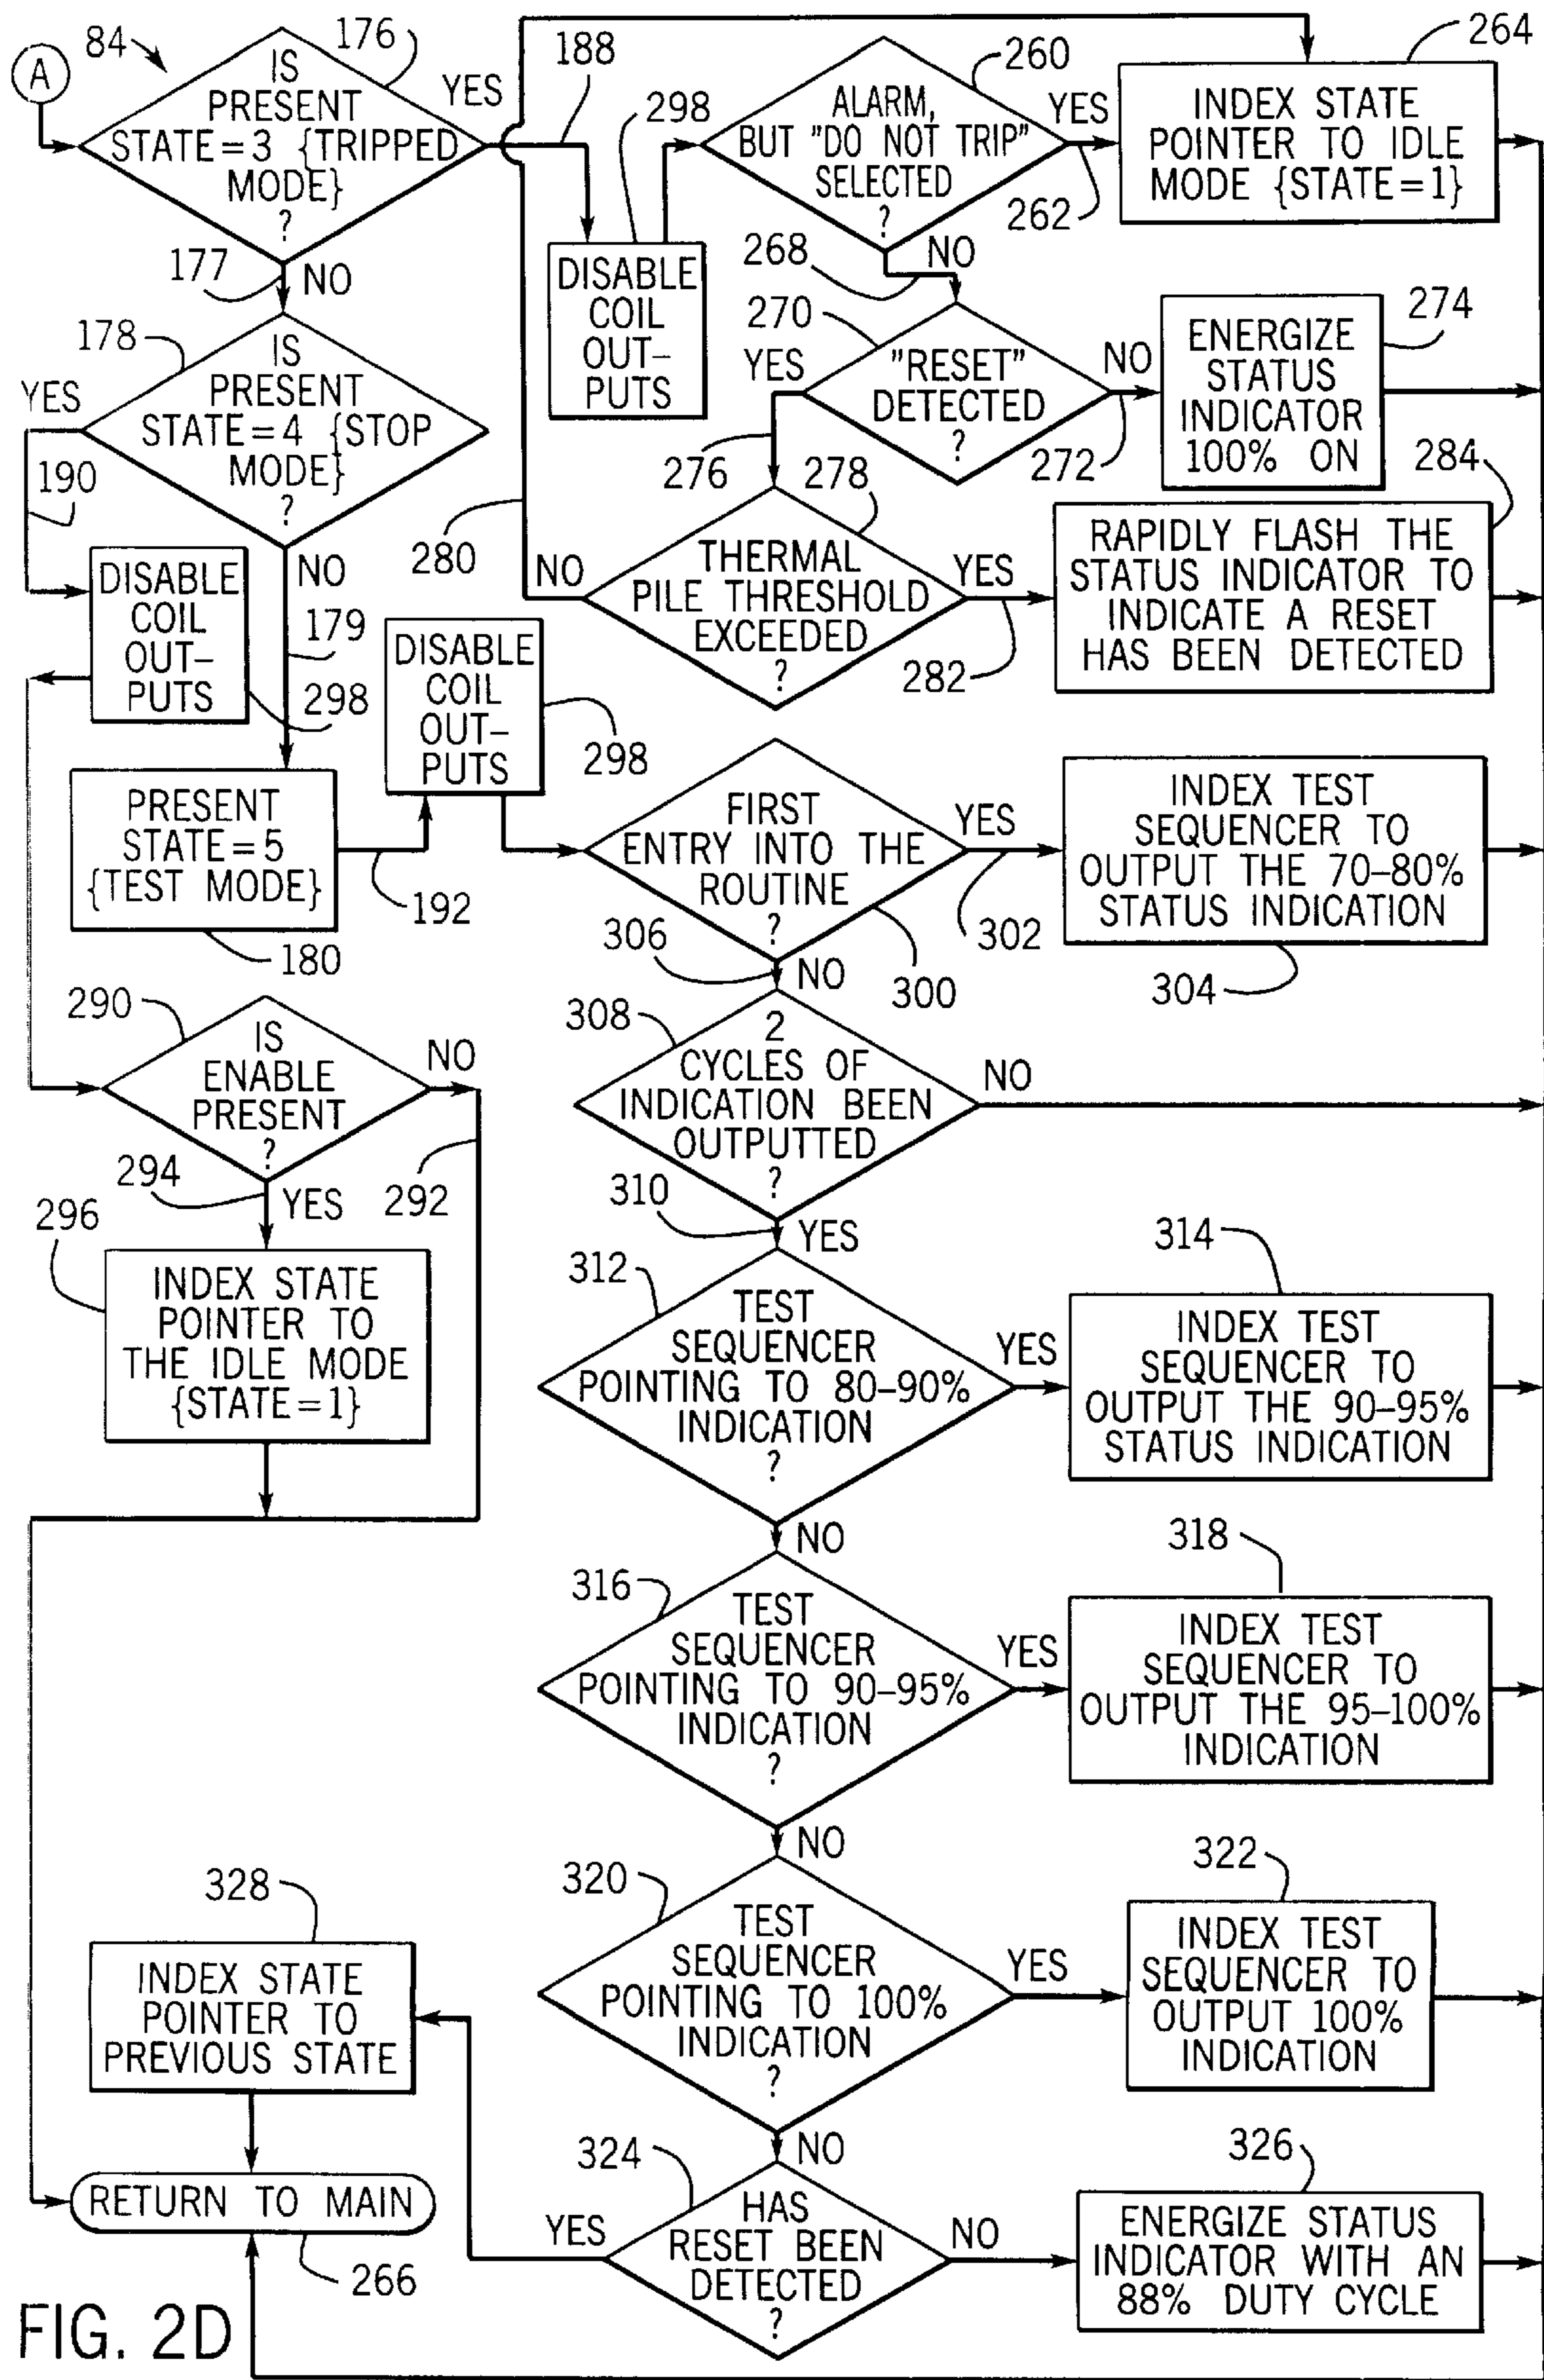 A
84
IS
PRESENT
STATE=3 {TRIPPED
MODE}
?
176
YES
188
177
NO
298
DISABLE
COIL
OUT-
PUTS
ALARM,
BUT "DO NOT TRIP"
SELECTED
?
260
YES
262
INDEX STATE
POINTER TO IDLE
MODE {STATE=1}
264
268
NO
270
"RESET"
DETECTED
?
YES
276
NO
272
ENERGIZE
STATUS
INDICATOR
100% ON
274
178
IS
PRESENT
STATE=4 {STOP
MODE}
?
YES
190
NO
179
DISABLE
COIL
OUT-
PUTS
298
280
NO
THERMAL
PILE THRESHOLD
EXCEEDED
?
278
YES
282
RAPIDLY FLASH THE
STATUS INDICATOR TO
INDICATE A RESET
HAS BEEN DETECTED
284
DISABLE
COIL
OUT-
PUTS
298
PRESENT
STATE=5
{TEST MODE}
180
192
FIRST
ENTRY INTO THE
ROUTINE
?
300
YES
302
INDEX TEST
SEQUENCER TO
OUTPUT THE 70–80%
STATUS INDICATION
304
306
NO
290
IS
ENABLE
PRESENT
?
NO
292
294
YES
296
INDEX STATE
POINTER TO
THE IDLE MODE
{STATE=1}
308
2
CYCLES OF
INDICATION BEEN
OUTPUTTED
?
NO
310
YES
312
TEST
SEQUENCER
POINTING TO 80–90%
INDICATION
?
YES
314
INDEX TEST
SEQUENCER TO
OUTPUT THE 90–95%
STATUS INDICATION
NO
316
TEST
SEQUENCER
POINTING TO 90–95%
INDICATION
?
YES
318
INDEX TEST
SEQUENCER TO
OUTPUT THE 95–100%
INDICATION
NO
320
TEST
SEQUENCER
POINTING TO 100%
INDICATION
?
YES
322
INDEX TEST
SEQUENCER TO
OUTPUT 100%
INDICATION
NO
324
HAS
RESET BEEN
DETECTED
?
YES
NO
326
ENERGIZE STATUS
INDICATOR WITH AN
88% DUTY CYCLE
328
INDEX STATE
POINTER TO
PREVIOUS STATE
RETURN TO MAIN
266
FIG. 2D